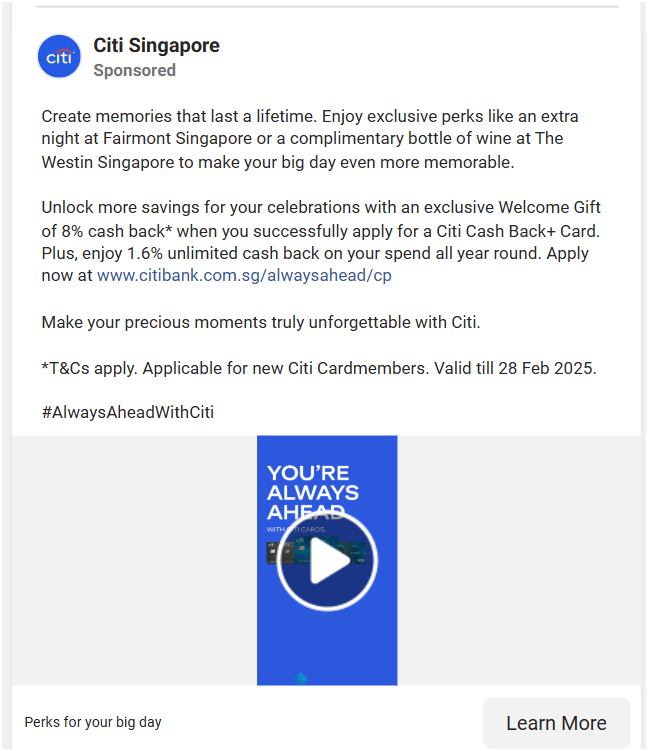 citi
Citi Singapore
Sponsored
Create memories that last a lifetime. Enjoy exclusive perks like an extra
night at Fairmont Singapore or a complimentary bottle of wine at The
Westin Singapore to make your big day even more memorable.
Unlock more savings for your celebrations with an exclusive Welcome Gift
of 8% cash back* when you successfully apply for a Citi Cash Back+ Card.
Plus, enjoy 1.6% unlimited cash back on your spend all year round. Apply
now at www.citibank.com.sg/alwaysahead/cp
Make your precious moments truly unforgettable with Citi.
*T&Cs apply. Applicable for new Citi Cardmembers. Valid till 28 Feb 2025.
#AlwaysAheadWithCiti
YOU'RE
ALWAYS
AHEAD
WITH CITI CARDS.
Perks for your big day
Learn More